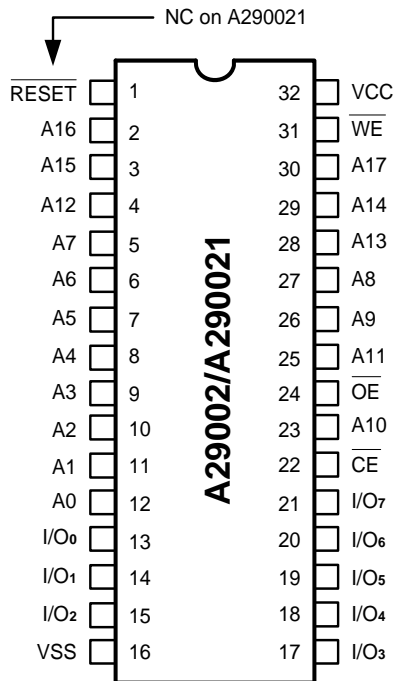 NC on A290021
RESET 1 32 VCC
A16 2 31 WE
A15 3 30 A17
A12 4 29 A14
A7 5 28 A13
A6 6 27 A8
A5 7 26 A9
A4 8 25 A11
A3 9 24 OE
A2 10 23 A10
A1 11 22 CE
A0 12 21 I/O7
I/O0 13 20 I/O6
I/O1 14 19 I/O5
I/O2 15 18 I/O4
VSS 16 17 I/O3
A29002/A290021